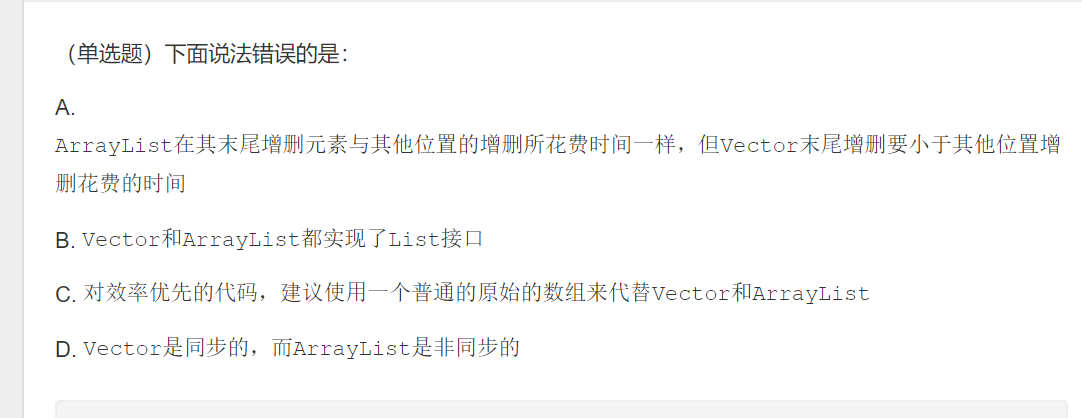 （单选题）下面说法错误的是：
A.
ArrayList在其末尾增删元素与其他位置的增删所花费时间一样，但Vector末尾增删要小于其他位置增
删花费的时间
B. Vector和ArrayList都实现了List接口
C. 对效率优先的代码，建议使用一个普通的原始的数组来代替Vector和ArrayList
D. Vector是同步的，而ArrayList是非同步的